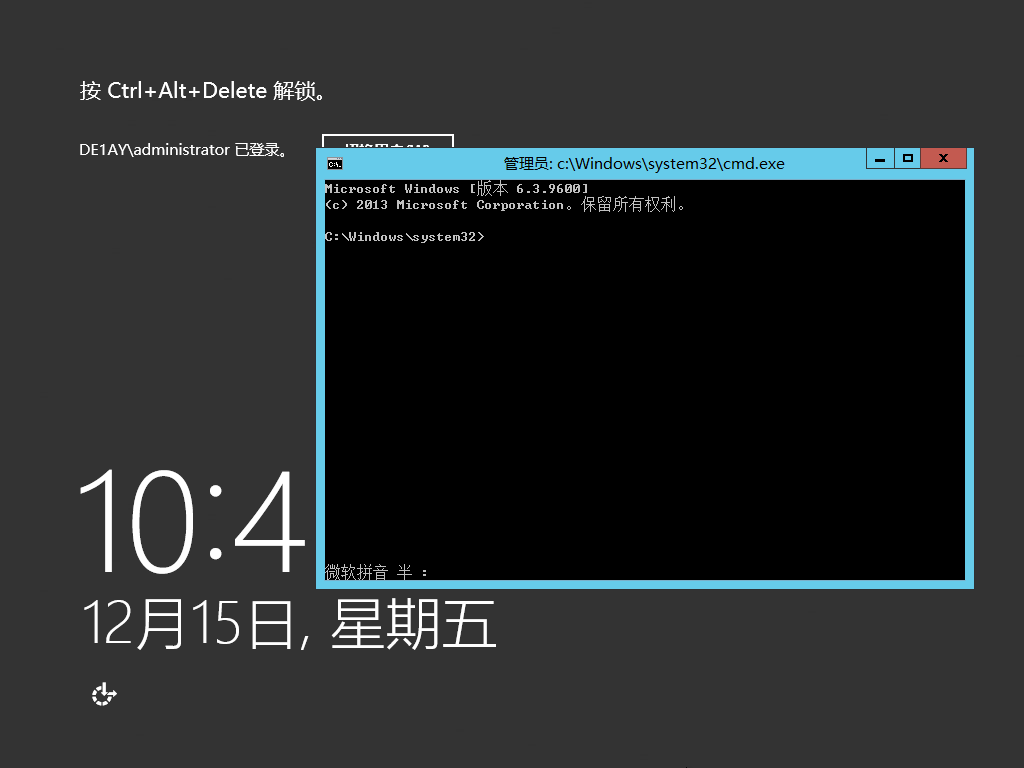 按 Ctrl+Alt+Delete 解锁。
DE1AY\administrator 已登录。
管理员: c:\Windows\system32\cmd.exe
Microsoft Windows [版本 6.3.9600]
(c) 2013 Microsoft Corporation。保留所有权利。
C:\Windows\system32>
微软拼音 半 :
10:4
12月15日, 星期五